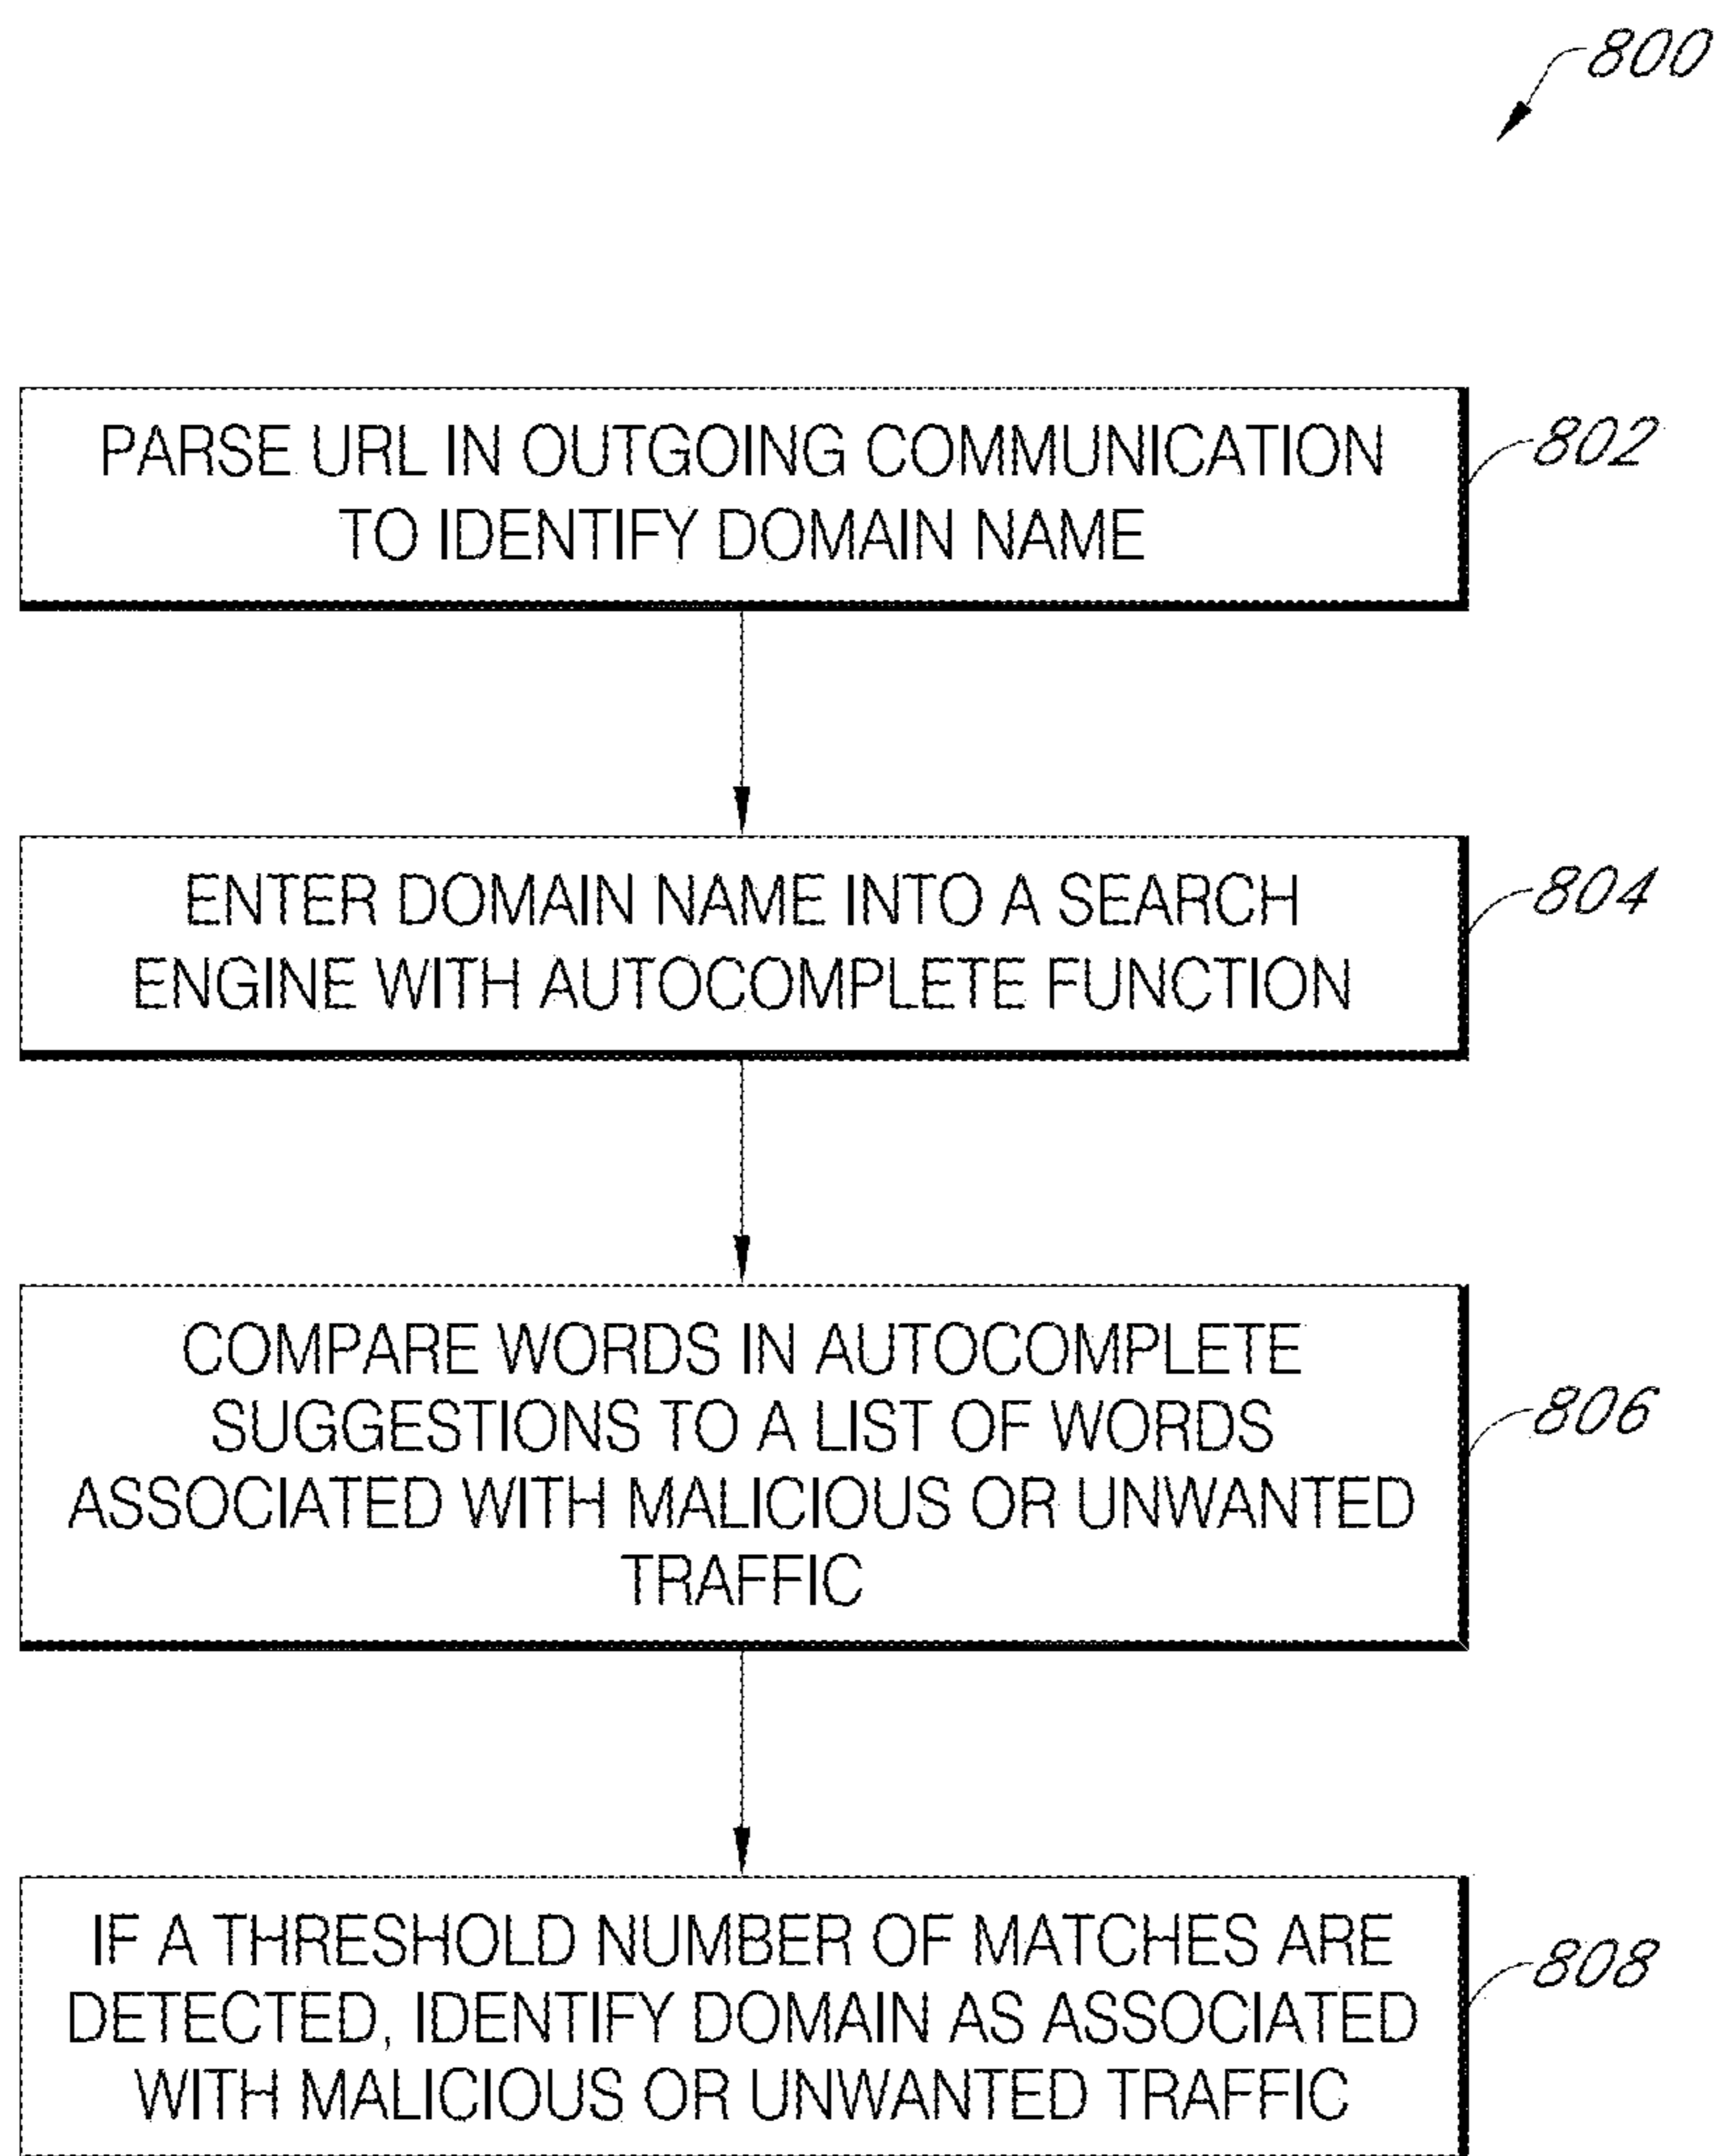 800
PARSE URL IN OUTGOING COMMUNICATION
TO IDENTIFY DOMAIN NAME
802
ENTER DOMAIN NAME INTO A SEARCH
ENGINE WITH AUTOCOMPLETE FUNCTION
804
COMPARE WORDS IN AUTOCOMPLETE
SUGGESTIONS TO A LIST OF WORDS
ASSOCIATED WITH MALICIOUS OR UNWANTED
TRAFFIC
806
IF A THRESHOLD NUMBER OF MATCHES ARE
DETECTED, IDENTIFY DOMAIN AS ASSOCIATED
WITH MALICIOUS OR UNWANTED TRAFFIC
808